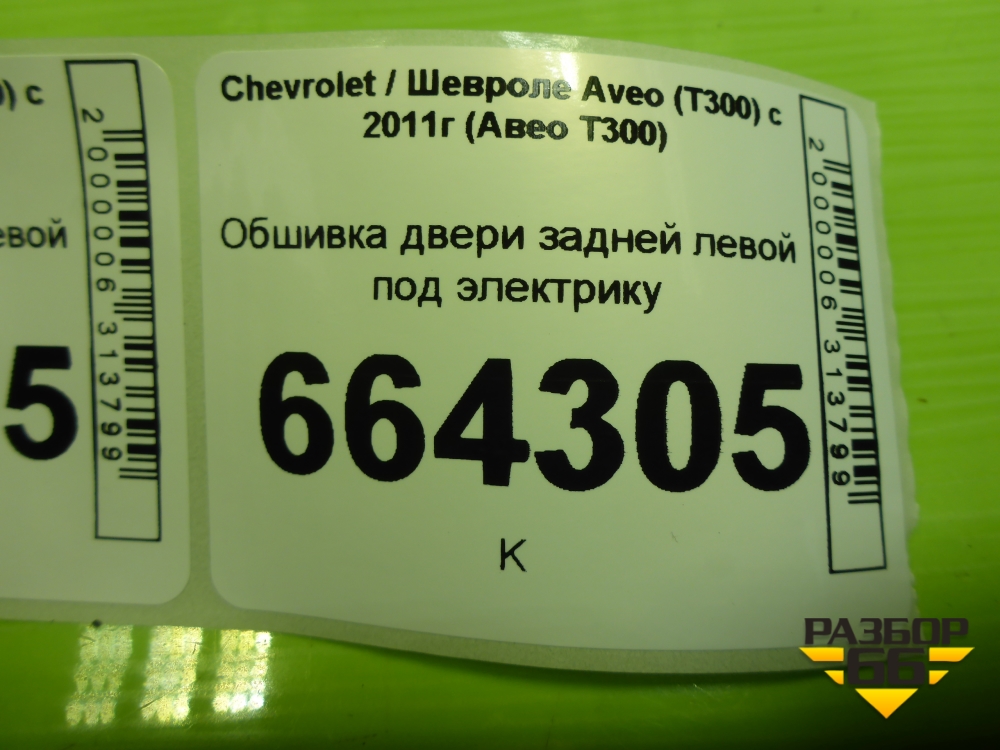 ) с
евой
5
2000006313799
Chevrolet / Шевроле Aveo (T300) с
2011г (Авео Т300)
Обшивка двери задней левой
под электрику
664305
К
2000006313799
РАЗБОР
66